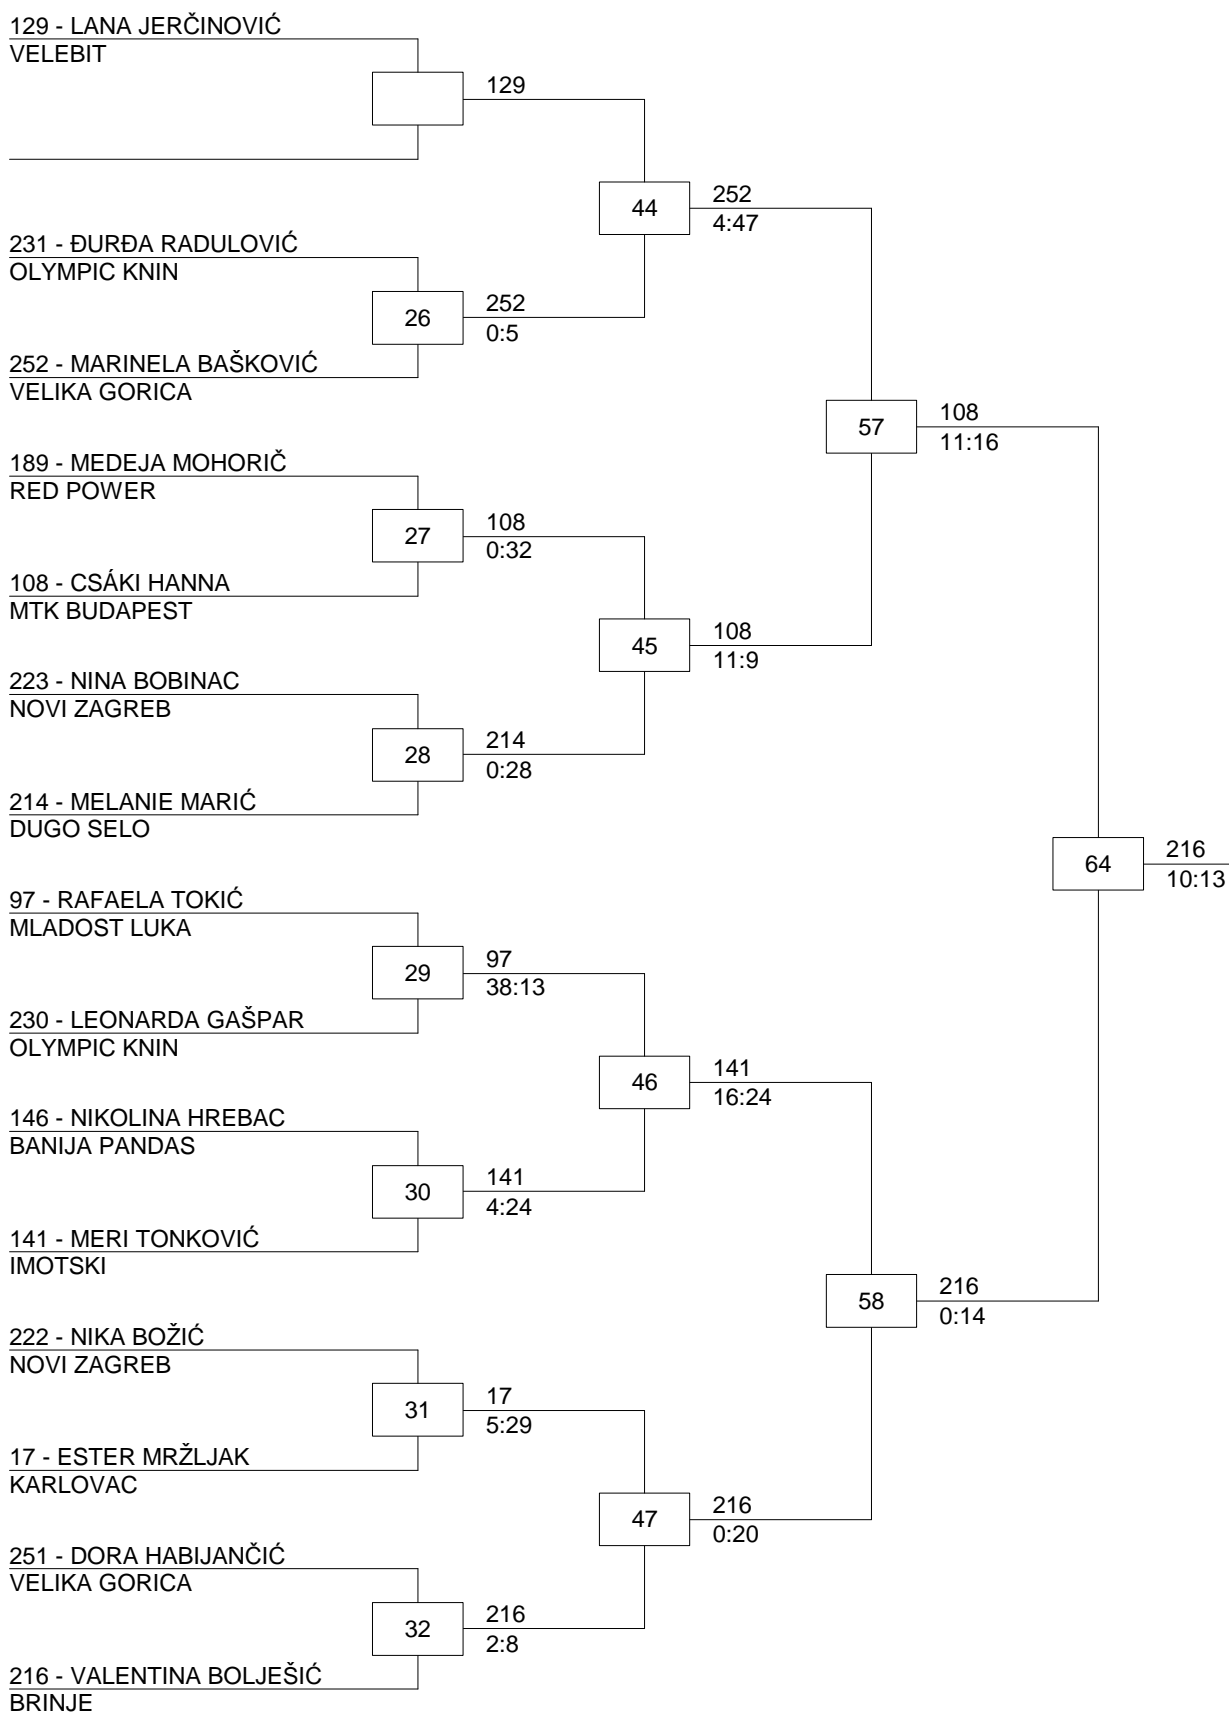 129 - LANA JERČINOVIĆ
VELEBIT
129
44
252
4:47
231 - ĐURĐA RADULOVIĆ
OLYMPIC KNIN
26
252
0:5
252 - MARINELA BAŠKOVIĆ
VELIKA GORICA
57
108
11:16
189 - MEDEJA MOHORIČ
RED POWER
27
108
0:32
108 - CSÁKI HANNA
MTK BUDAPEST
45
108
11:9
223 - NINA BOBINAC
NOVI ZAGREB
28
214
0:28
214 - MELANIE MARIĆ
DUGO SELO
64
216
10:13
97 - RAFAELA TOKIĆ
MLADOST LUKA
29
97
38:13
230 - LEONARDA GAŠPAR
OLYMPIC KNIN
46
141
16:24
146 - NIKOLINA HREBAC
BANIJA PANDAS
30
141
4:24
141 - MERI TONKOVIĆ
IMOTSKI
58
216
0:14
222 - NIKA BOŽIĆ
NOVI ZAGREB
31
17
5:29
17 - ESTER MRŽLJAK
KARLOVAC
47
216
0:20
251 - DORA HABIJANČIĆ
VELIKA GORICA
32
216
2:8
216 - VALENTINA BOLJEŠIĆ
BRINJE